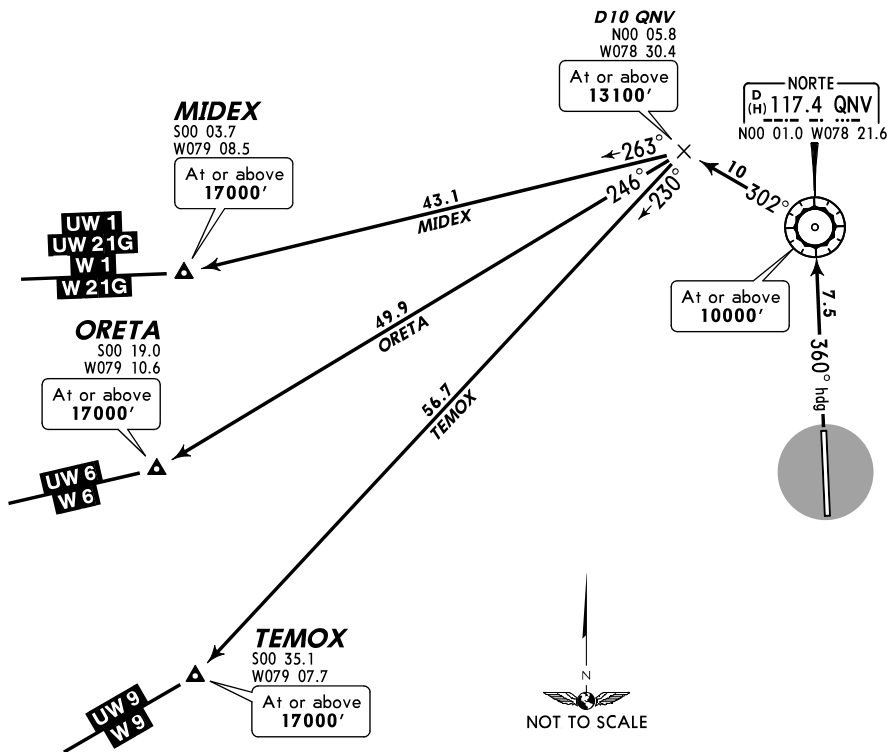 D10 QNV
N00 05.8
W078 30.4
At or above
13100'
NORTE
D
(H) 117.4 QNV
N00 01.0 W078 21.6
MIDEX
S00 03.7
W079 08.5
At or above
17000'
←263°
246°
←230°
10
302°
43.1
MIDEX
UW 1
UW 21G
W 1
W 21G
At or above
10000'
7.5
360° hdg
ORETA
S00 19.0
W079 10.6
At or above
17000'
49.9
ORETA
56.7
TEMOX
UW 6
W 6
TEMOX
S00 35.1
W079 07.7
At or above
17000'
UW 9
W 9
N
NOT TO SCALE